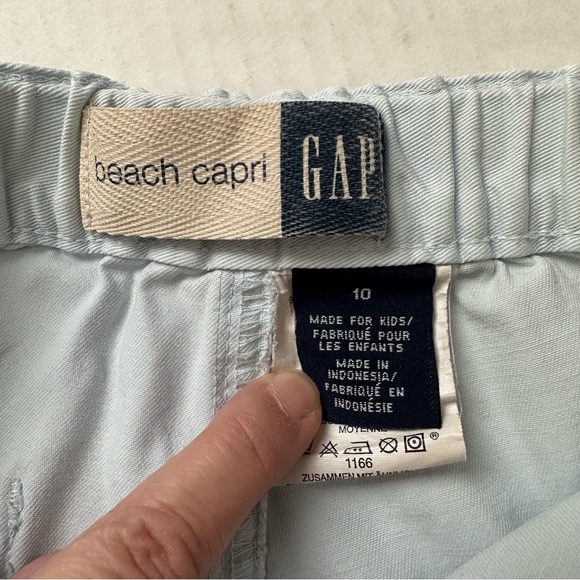 beach capri GAP
10
MADE FOR KIDS/
FABRIQUÉ POUR
LES ENFANTS
MADE IN
INDONESIA/
FABRIQUÉ EN
INDONÉSIE
MOYENNE
®
1166
ZUSAMMEN MIT